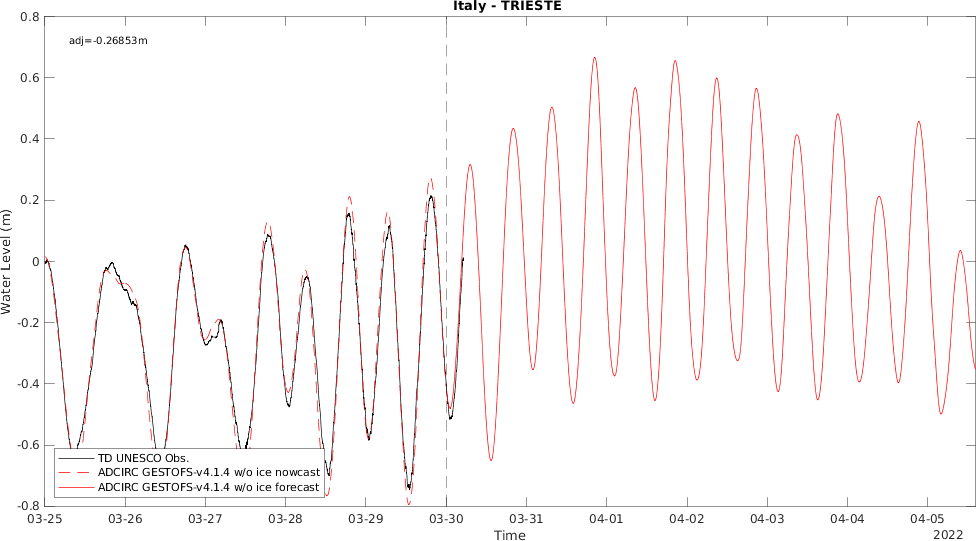 Italy - TRIESTE
adj=-0.26853m
0.8
0.6
0.4
0.2
0
-0.2
-0.4
-0.6
-0.8
Water Level (m)
TD UNESCO Obs.
ADCIRC GESTOFS-v4.1.4 w/o ice nowcast
ADCIRC GESTOFS-v4.1.4 w/o ice forecast
03-25 03-26 03-27 03-28 03-29 03-30 03-31 04-01 04-02 04-03 04-04 04-05
Time
2022